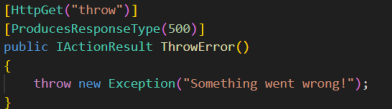 [HttpGet("throw")]
[ProducesResponseType(500)]
public IActionResult ThrowError()
{
    throw new Exception("Something went wrong!");
}